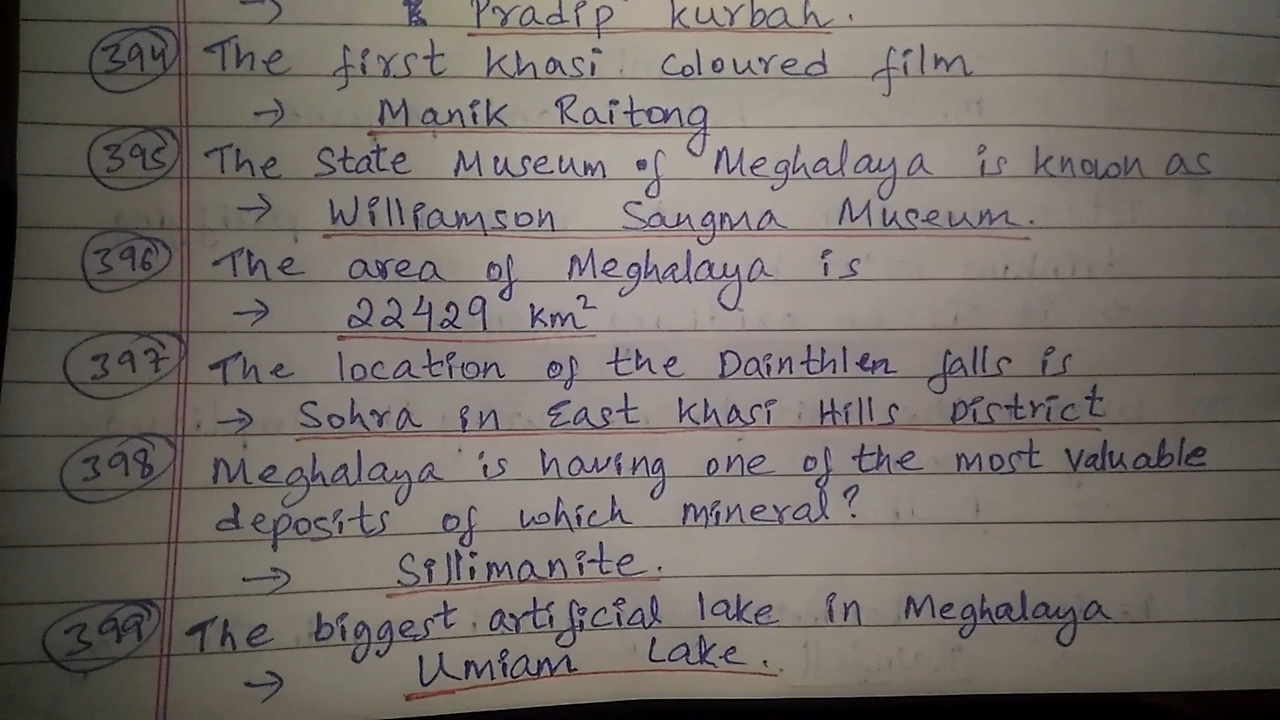 → Pradip kurbah.
394 The first Khasi coloured film
→ Manik Raitong
395 The State Museum of Meghalaya is known as
→ Williamson Sangma Museum.
396 The area of Meghalaya is
→ 22429 km²
397 The location of the Dainthlen falls is
→ Sohra in East Khasi Hills District
398 Meghalaya is having one of the most valuable
deposits of which mineral?
→ Sillimanite.
399 The biggest artificial lake in Meghalaya
→ Umiam Lake.